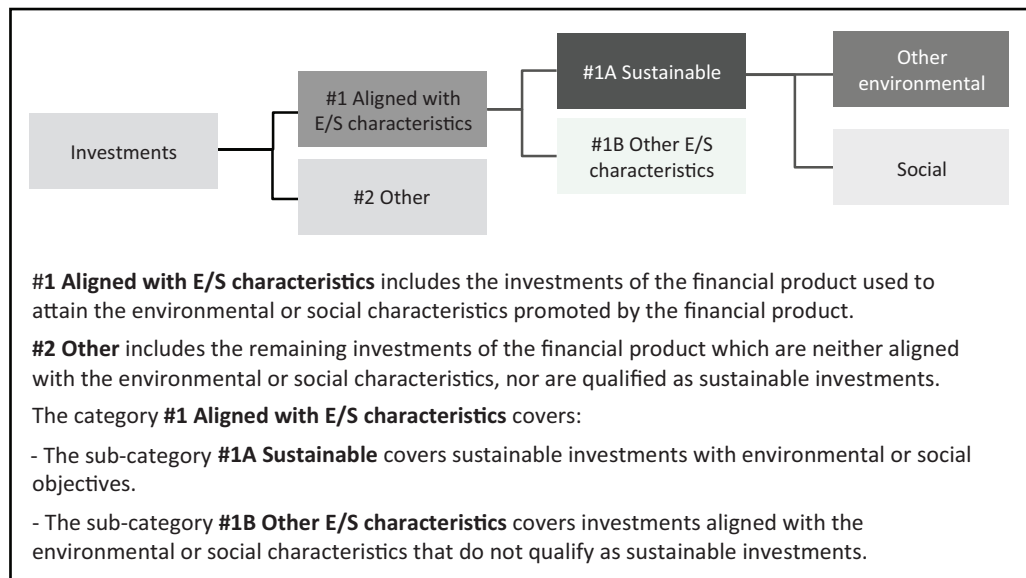 Investments
#1 Aligned with
E/S characteristics
#2 Other
#1A Sustainable
#1B Other E/S
characteristics
Other
environmental
Social
#1 Aligned with E/S characteristics includes the investments of the financial product used to
attain the environmental or social characteristics promoted by the financial product.
#2 Other includes the remaining investments of the financial product which are neither aligned
with the environmental or social characteristics, nor are qualified as sustainable investments.
The category #1 Aligned with E/S characteristics covers:
- The sub-category #1A Sustainable covers sustainable investments with environmental or social
objectives.
- The sub-category #1B Other E/S characteristics covers investments aligned with the
environmental or social characteristics that do not qualify as sustainable investments.